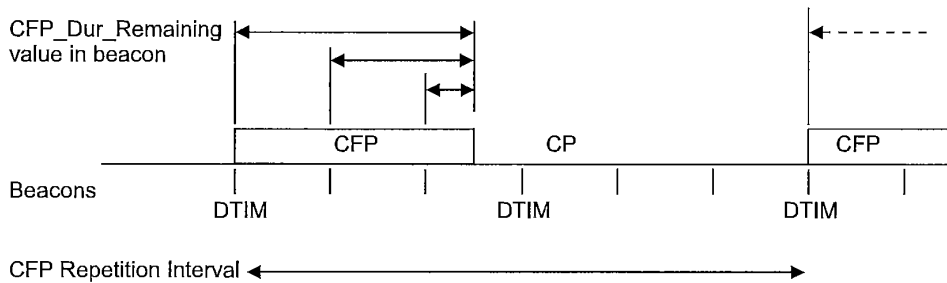 CFP_Dur_Remaining
value in beacon
CFP
CP
CFP
Beacons
DTIM
DTIM
DTIM
CFP Repetition Interval